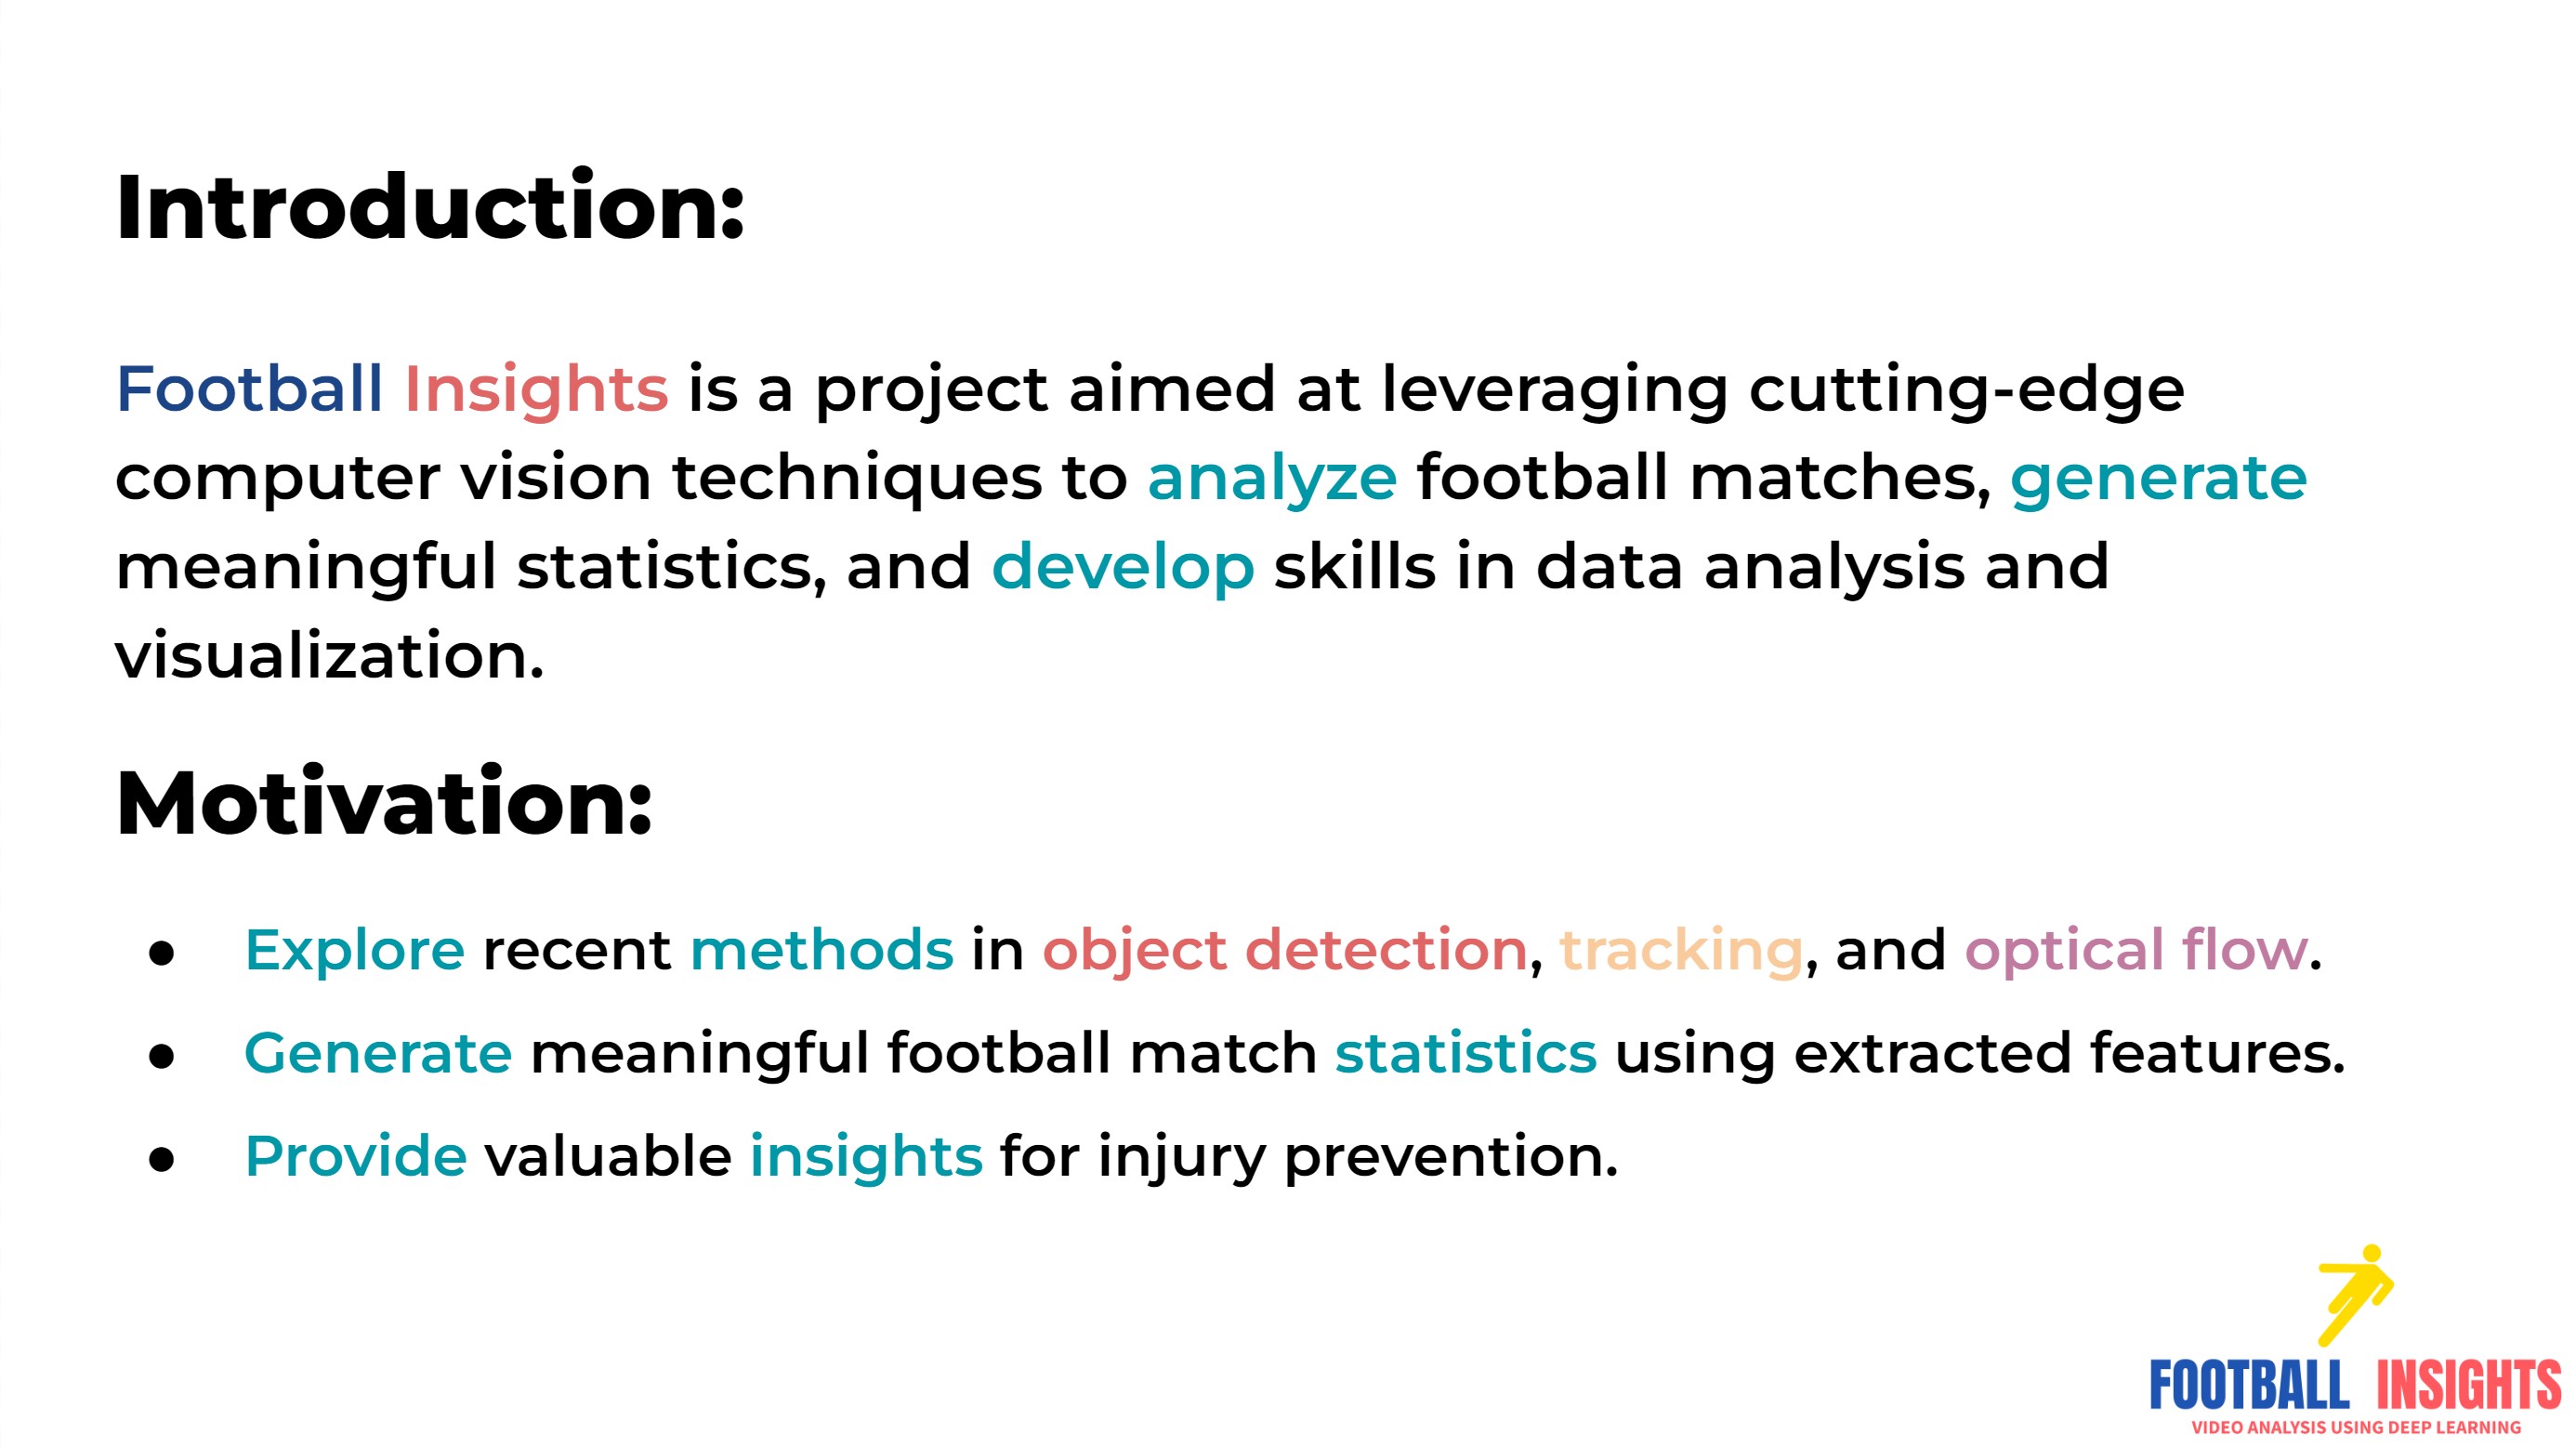 Introduction:
Football Insights is a project aimed at leveraging cutting-edge
computer vision techniques to analyze football matches, generate
meaningful statistics, and develop skills in data analysis and
visualization.
Motivation:
● Explore recent methods in object detection, tracking, and optical flow.
● Generate meaningful football match statistics using extracted features.
● Provide valuable insights for injury prevention.
FOOTBALL INSIGHTS
VIDEO ANALYSIS USING DEEP LEARNING